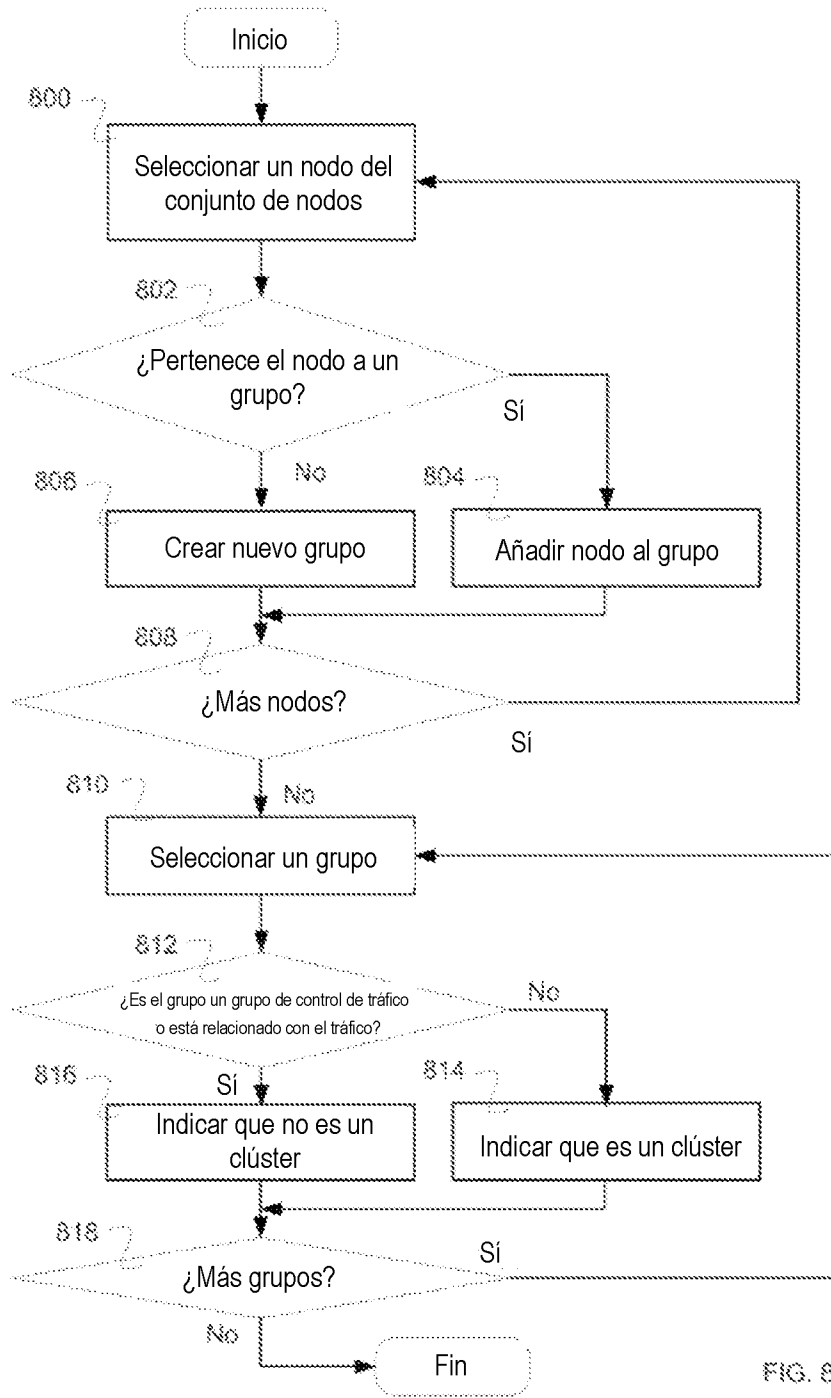 Inicio
800
Seleccionar un nodo del
conjunto de nodos
802
¿Pertenece el nodo a un
grupo?
Sí
No
806
804
Crear nuevo grupo
Añadir nodo al grupo
808
¿Más nodos?
Sí
No
810
Seleccionar un grupo
812
¿Es el grupo un grupo de control de tráfico
o está relacionado con el tráfico?
No
Sí
816
814
Indicar que no es un
clúster
Indicar que es un clúster
818
¿Más grupos?
Sí
No
Fin
FIG. 8